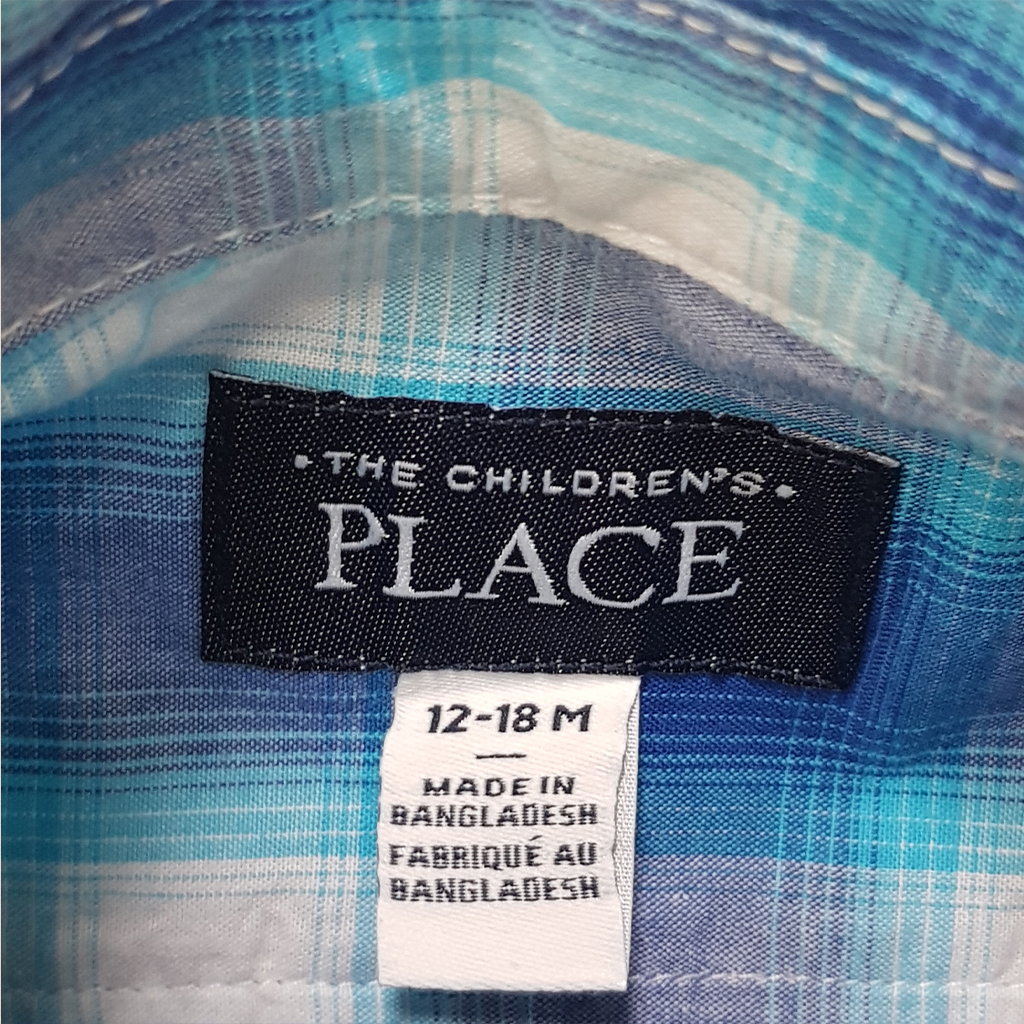 • THE CHILDREN'S •
PLACE
12-18 M
—
MADE IN
BANGLADESH
FABRIQUÉ AU
BANGLADESH